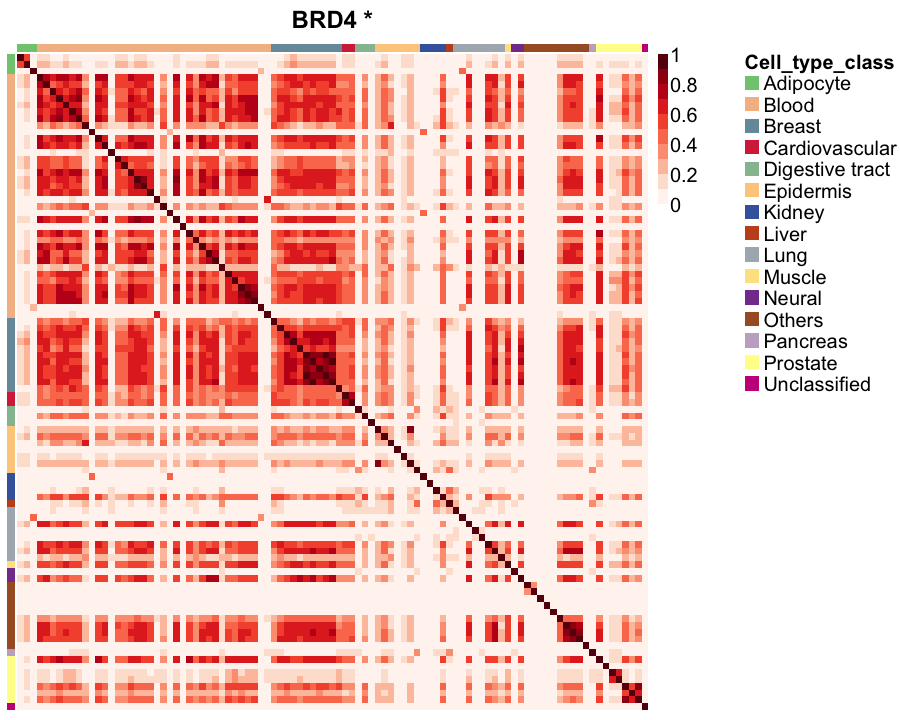 BRD4 *
1
0.8
0.6
0.4
0.2
0
Cell_type_class
Adipocyte
Blood
Breast
Cardiovascular
Digestive tract
Epidermis
Kidney
Liver
Lung
Muscle
Neural
Others
Pancreas
Prostate
Unclassified